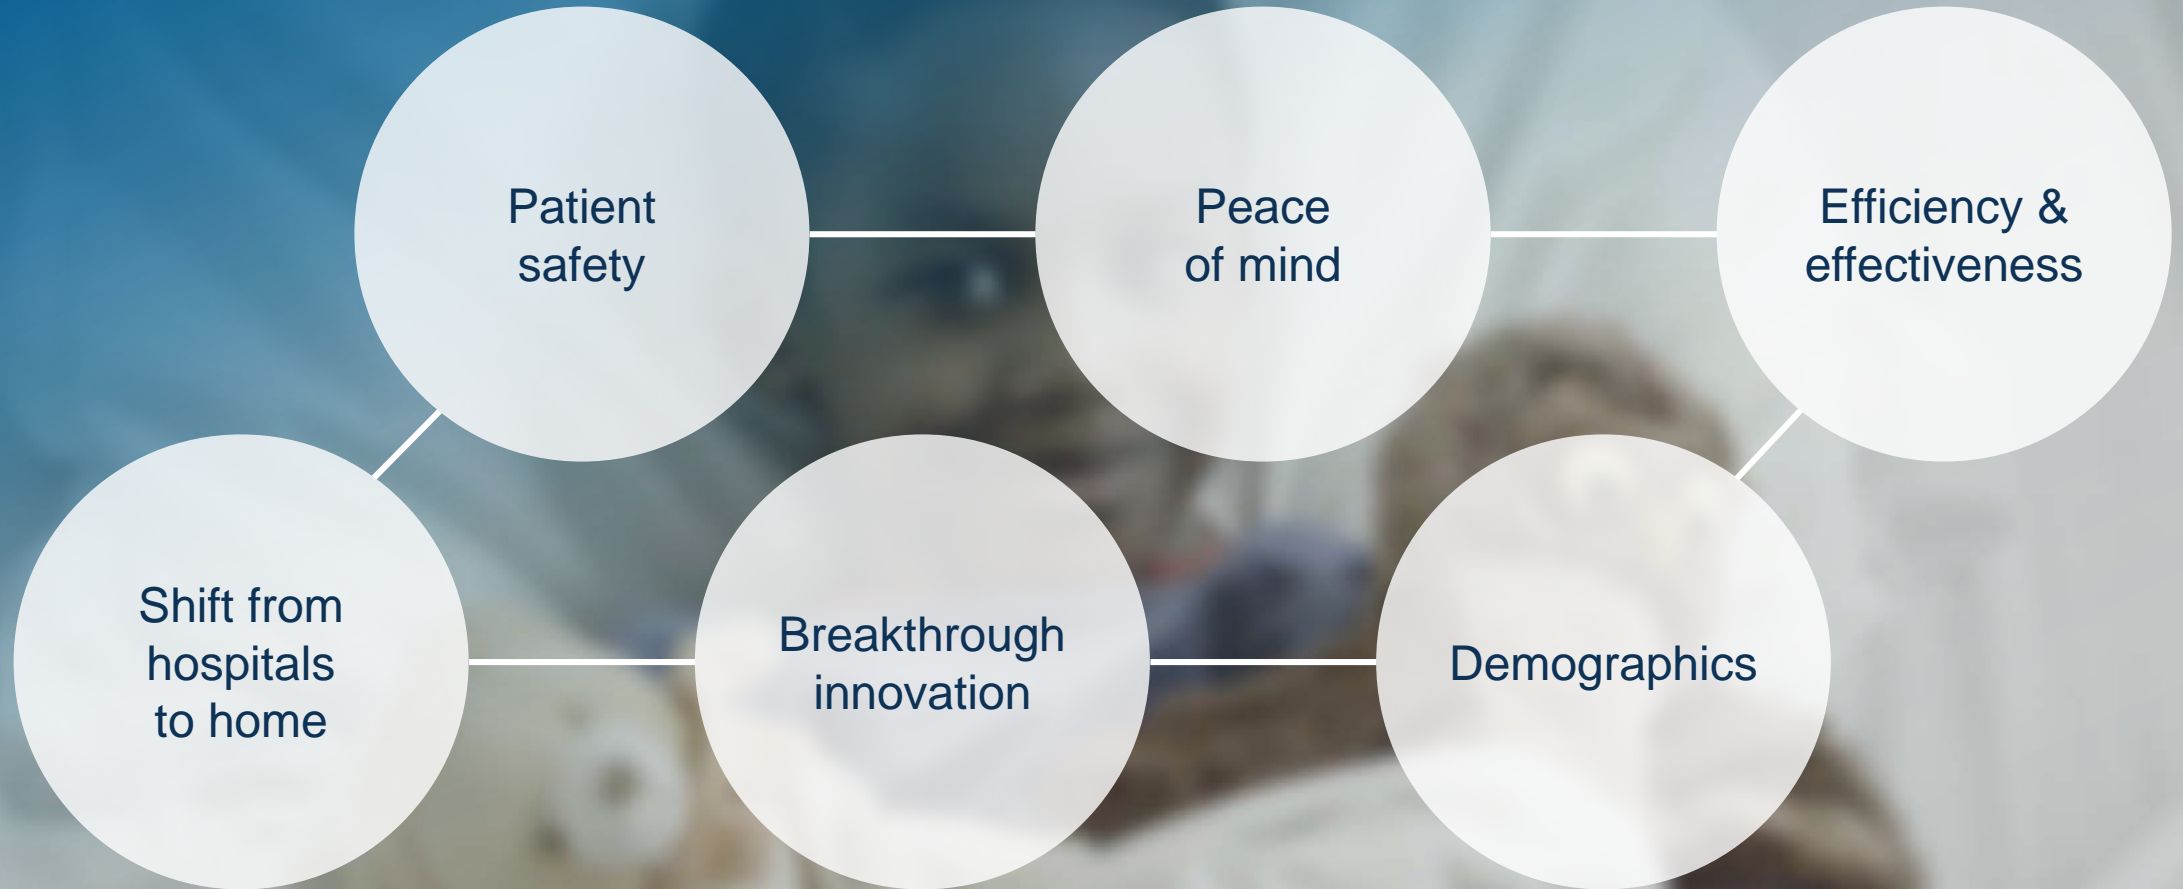 Patient
safety
Peace
of mind
Efficiency &
effectiveness
Shift from
hospitals
to home
Breakthrough
innovation
Demographics